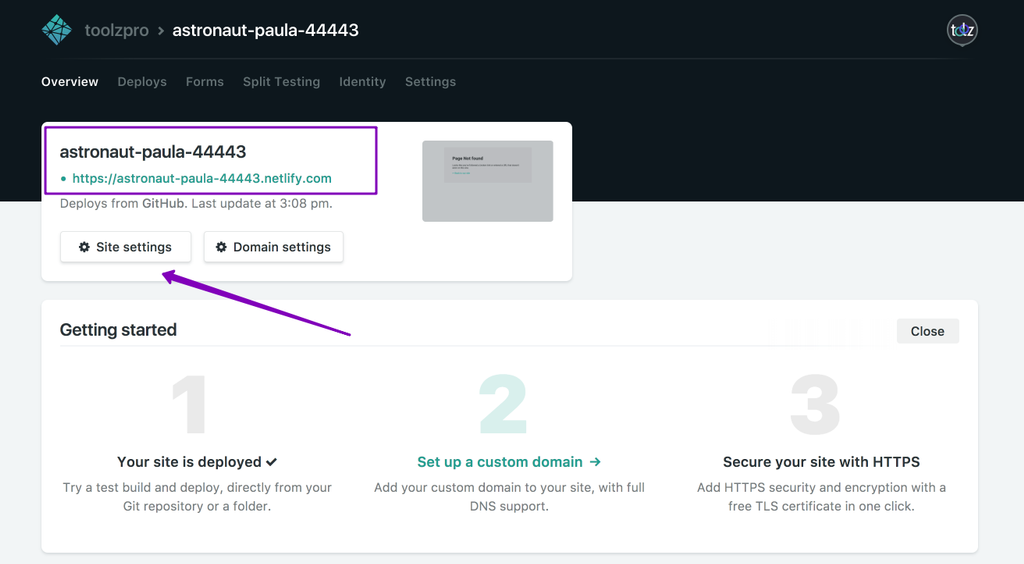 toolzpro > astronaut-paula-44443
tolz
Overview Deploys Forms Split Testing Identity Settings
astronaut-paula-44443
• https://astronaut-paula-44443.netlify.com
Deploys from GitHub. Last update at 3:08 pm.
Site settings Domain settings
Page Not found
Getting started
Close
1
2
3
Your site is deployed ✔
Set up a custom domain →
Secure your site with HTTPS
Try a test build and deploy, directly from your
Git repository or a folder.
Add your custom domain to your site, with full
DNS support.
Add HTTPS security and encryption with a
free TLS certificate in one click.